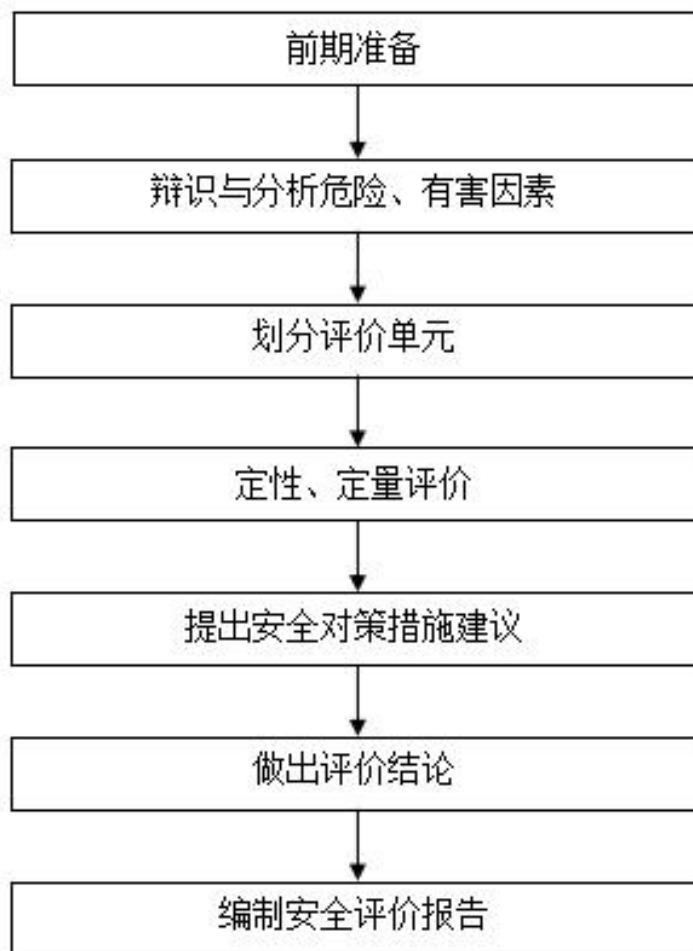 前期准备
辩识与分析危险、有害因素
划分评价单元
定性、定量评价
提出安全对策措施建议
做出评价结论
编制安全评价报告